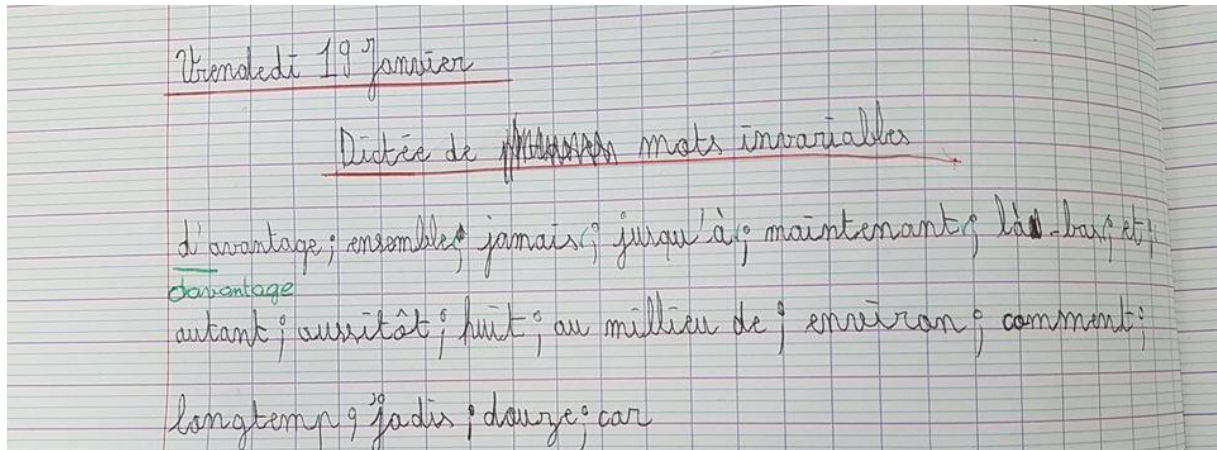 Vendredi 19 Janvier
Dictée de mots invariables
d'avantage ; ensemble ; jamais ; jusqu'à ; maintenant ; là-bas ; et ;
davantage
autant ; aussitôt ; huit ; au millieu de ; environ ; comment ;
longtemp ; jadis ; douze ; car